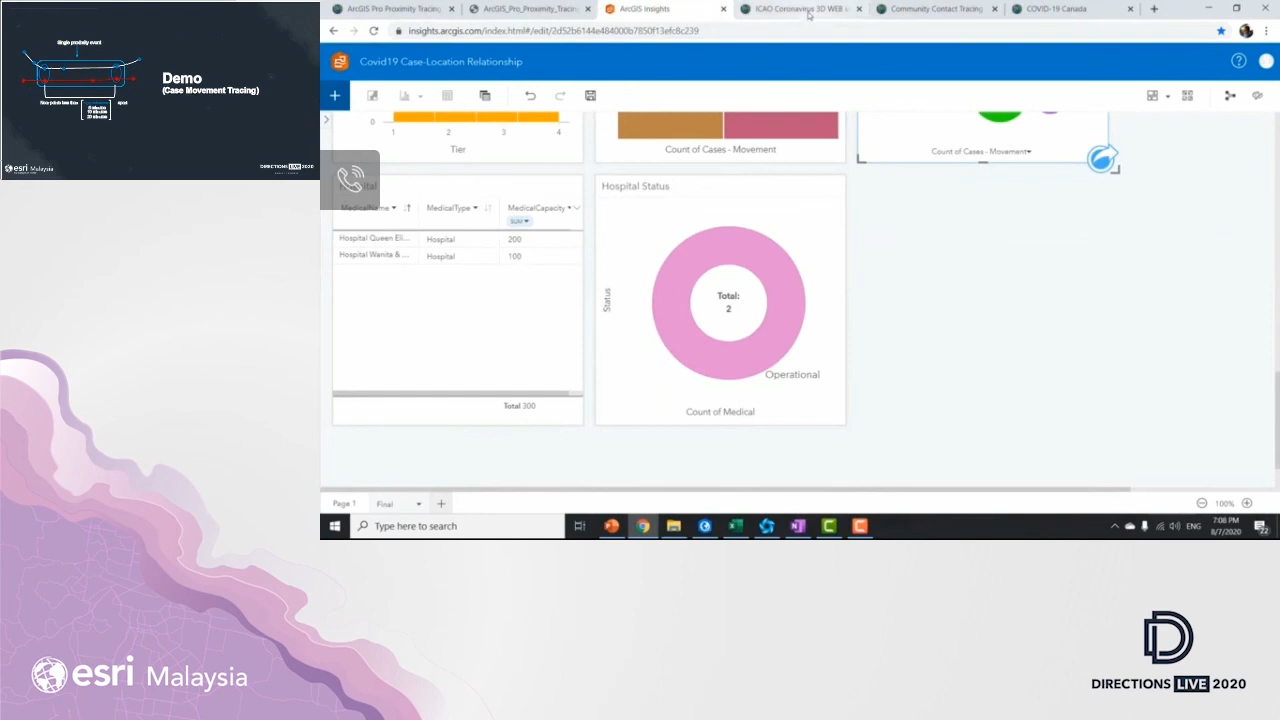 Single proximity event
Demo
(Case Movement Tracing)
esri Malaysia
DIRECTIONS LIVE 2020
ArcGIS Pro Proximity Tracing
ArcGIS_Pro_Proximity_Tracin
ArcGIS Insights
ICAO Coronavirus 3D WEB
Community Contact Tracing
COVID-19 Canada
insights.arcgis.com/index.html#/edit/2d52b6144e484000b7850f13efc8c239
Covid19 Case-Location Relationship
0
1 2 3 4
Tier
Count of Cases - Movement
Count of Cases - Movement
MedicalName MedicalType MedicalCapacity
SUM
Hospital Queen Eli... Hospital 200
Hospital Wanita & ... Hospital 100
Total 300
Hospital Status
Status
Total:
2
Operational
Count of Medical
Page 1 Final
100%
Type here to search
ENG
7:08 PM
8/7/2020
22
esri Malaysia
DIRECTIONS LIVE 2020